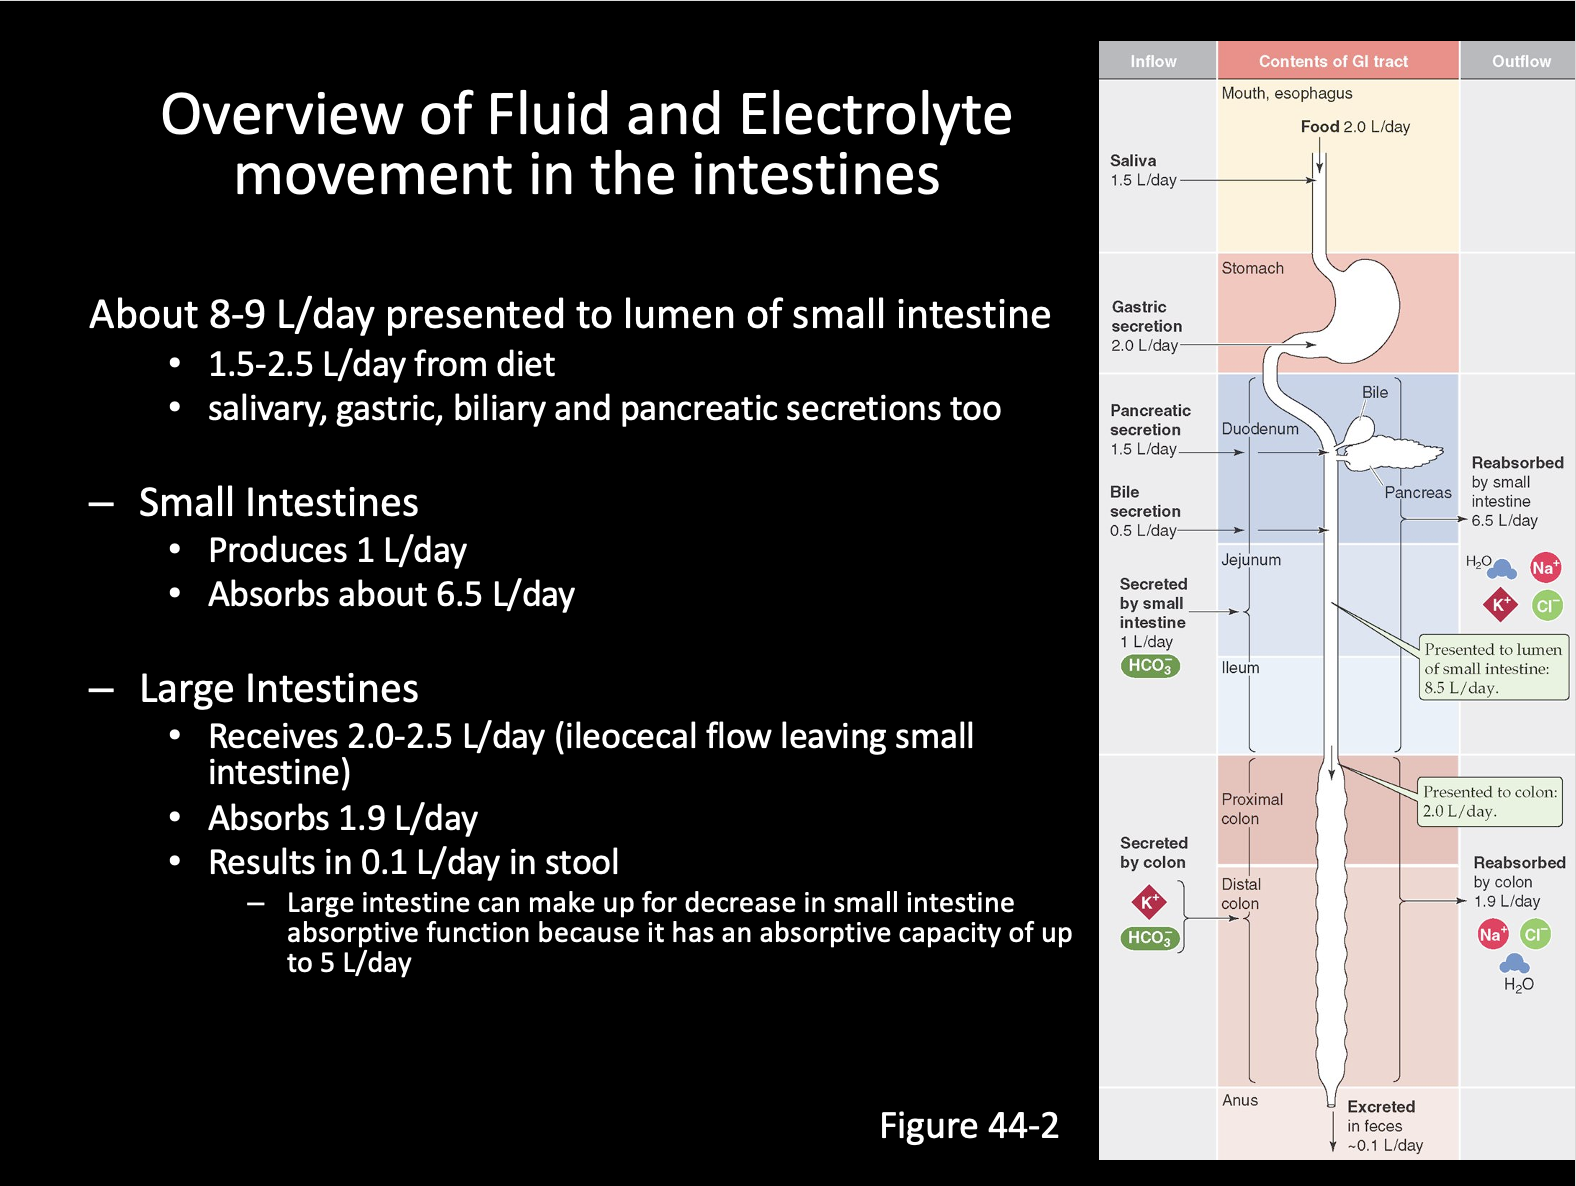 Overview of Fluid and Electrolyte
movement in the intestines
About 8-9 L/day presented to lumen of small intestine
• 1.5-2.5 L/day from diet
• salivary, gastric, biliary and pancreatic secretions too
– Small Intestines
• Produces 1 L/day
• Absorbs about 6.5 L/day
– Large Intestines
• Receives 2.0-2.5 L/day (ileocecal flow leaving small
intestine)
• Absorbs 1.9 L/day
• Results in 0.1 L/day in stool
– Large intestine can make up for decrease in small intestine
absorptive function because it has an absorptive capacity of up
to 5 L/day
Figure 44-2
Inflow
Contents of GI tract
Outflow
Mouth, esophagus
Food 2.0 L/day
Saliva
1.5 L/day
Stomach
Gastric
secretion
2.0 L/day
Bile
Pancreatic
secretion
1.5 L/day
Duodenum
Pancreas
Bile
secretion
0.5 L/day
Reabsorbed
by small
intestine
6.5 L/day
H₂O
Na⁺
K⁺
Cl⁻
Jejunum
Secreted
by small
intestine
1 L/day
HCO₃⁻
Presented to lumen
of small intestine:
8.5 L/day.
Ileum
Presented to colon:
2.0 L/day.
Proximal
colon
Secreted
by colon
K⁺
HCO₃⁻
Distal
colon
Reabsorbed
by colon
1.9 L/day
Na⁺
Cl⁻
H₂O
Anus
Excreted
in feces
~0.1 L/day